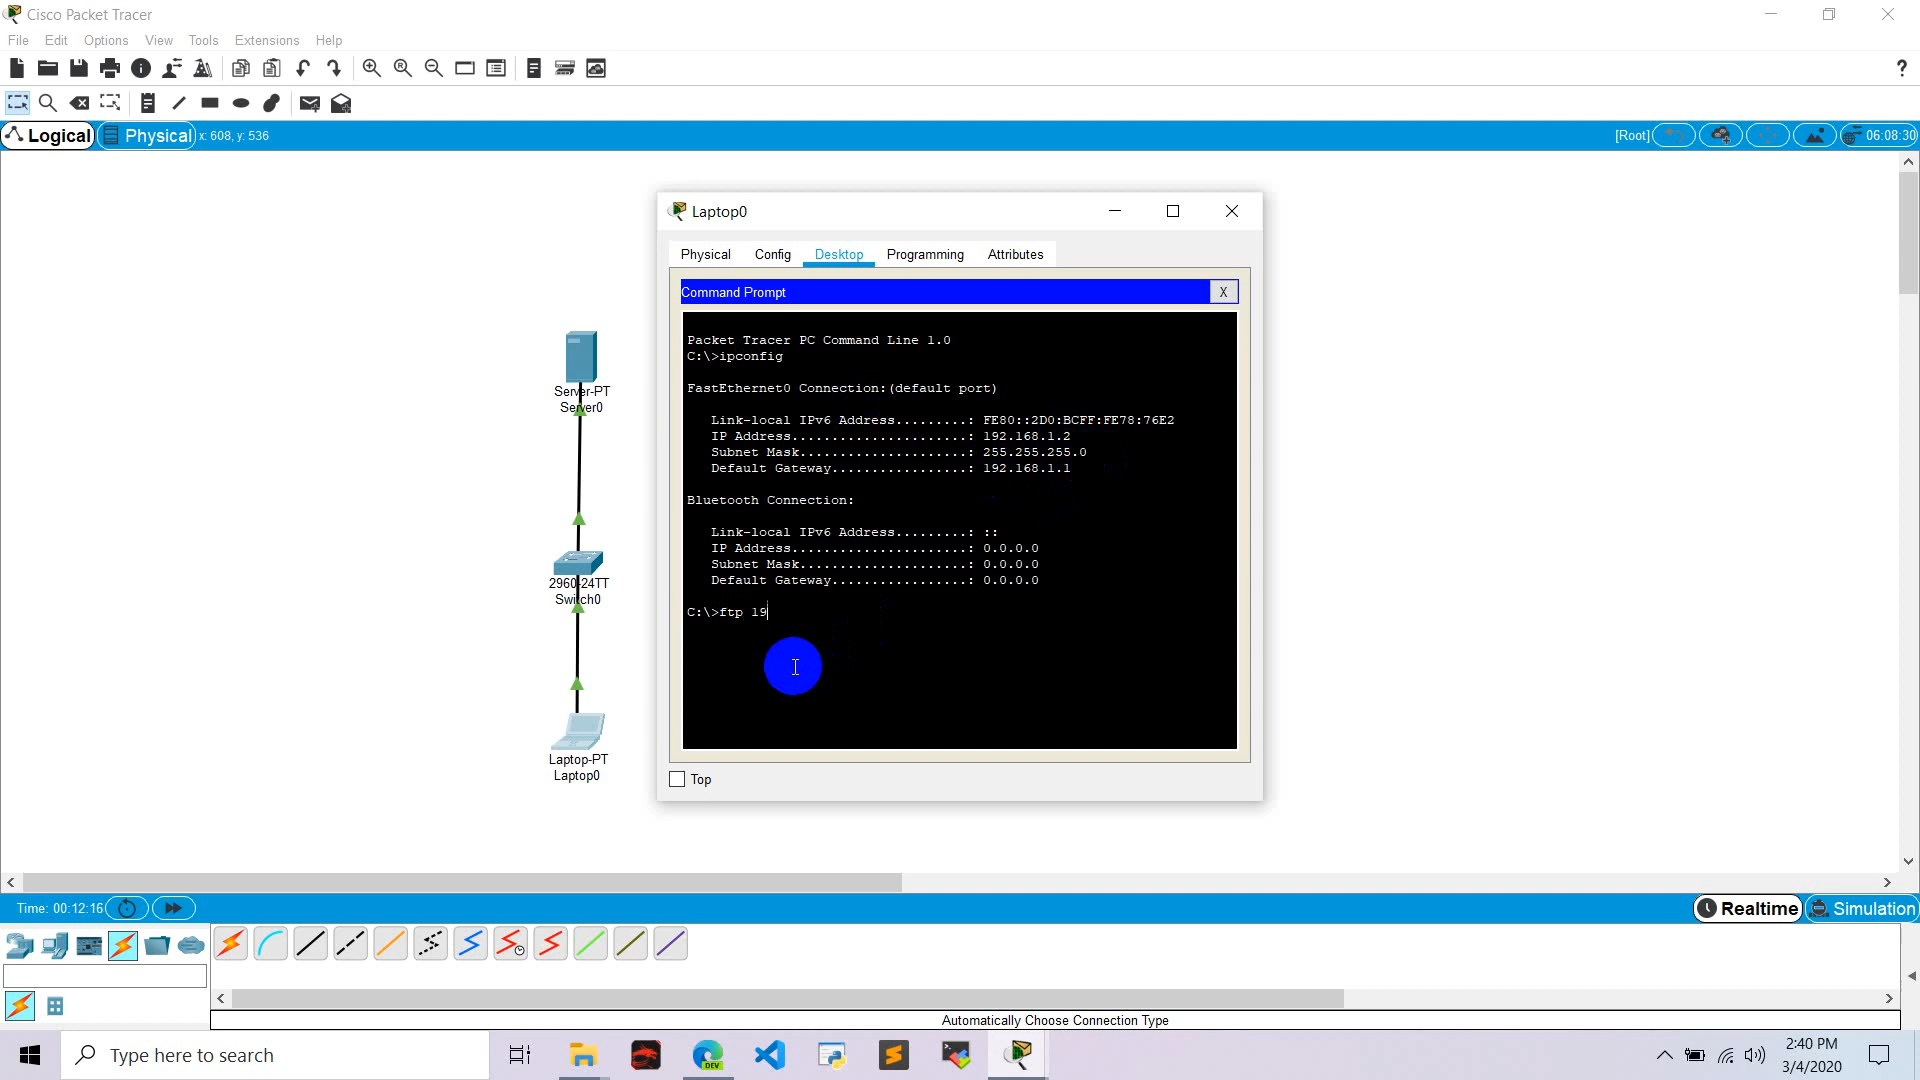 Cisco Packet Tracer
File Edit Options View Tools Extensions Help
?
Logical Physical x: 608, y: 536 [Root] 06:08:30
Laptop0
Physical Config Desktop Programming Attributes
Command Prompt X
Packet Tracer PC Command Line 1.0
C:\>ipconfig
FastEthernet0 Connection:(default port)
Link-local IPv6 Address.........: FE80::2D0:BCFF:FE78:76E2
IP Address......................: 192.168.1.2
Subnet Mask.....................: 255.255.255.0
Default Gateway.................: 192.168.1.1
Bluetooth Connection:
Link-local IPv6 Address.........: ::
IP Address......................: 0.0.0.0
Subnet Mask.....................: 0.0.0.0
Default Gateway.................: 0.0.0.0
C:\>ftp 19
Top
Server-PT
Server0
2960-24TT
Switch0
Laptop-PT
Laptop0
Time: 00:12:16 Realtime Simulation
Automatically Choose Connection Type
Type here to search
DEV
2:40 PM
3/4/2020